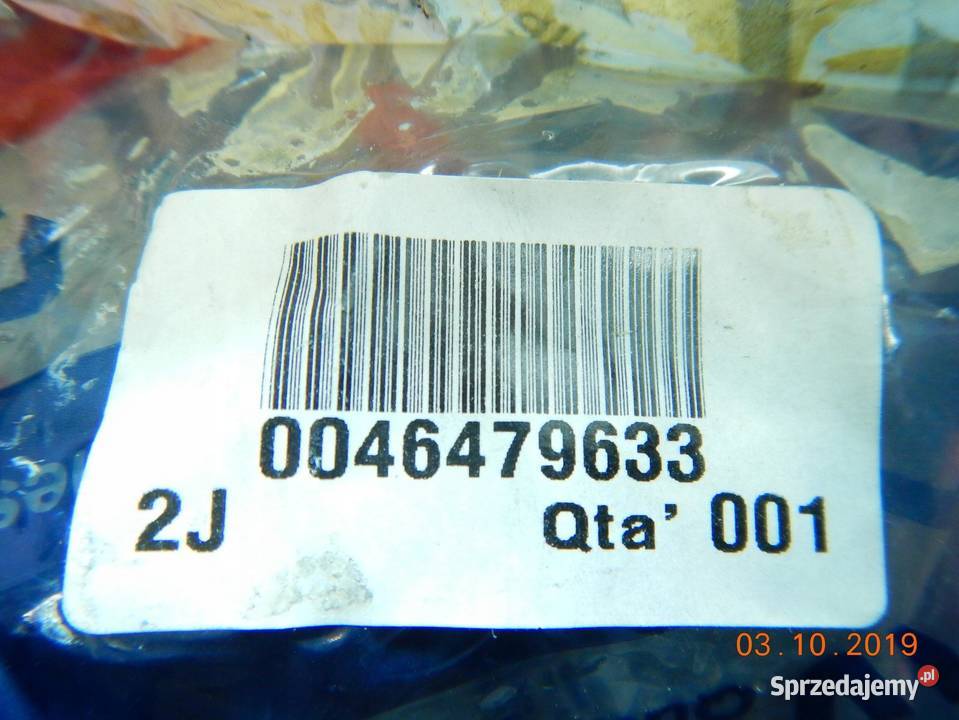 0046479633
2J Qta' 001
03.10.2019
Sprzedajemy.pl